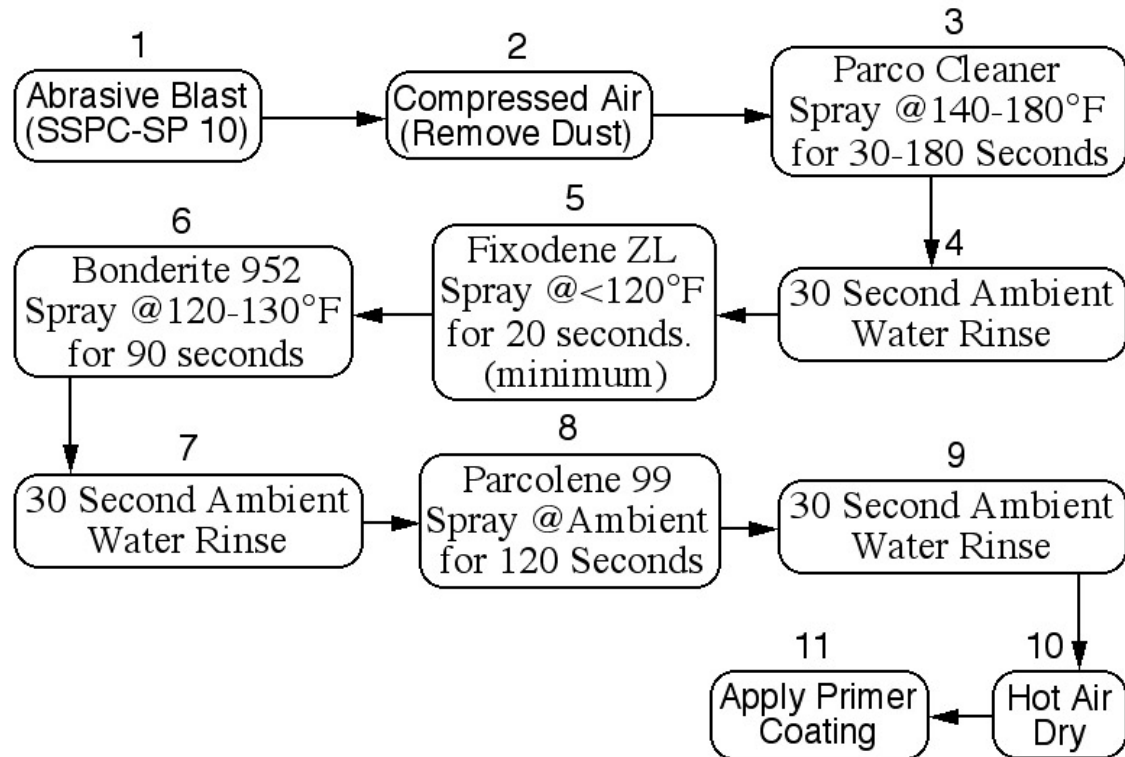 1
Abrasive Blast
(SSPC-SP 10)
2
Compressed Air
(Remove Dust)
3
Parco Cleaner
Spray @140-180°F
for 30-180 Seconds
4
30 Second Ambient
Water Rinse
5
Fixodene ZL
Spray @<120°F
for 20 seconds.
(minimum)
6
Bonderite 952
Spray @120-130°F
for 90 seconds
7
30 Second Ambient
Water Rinse
8
Parcolene 99
Spray @Ambient
for 120 Seconds
9
30 Second Ambient
Water Rinse
10
Hot Air
Dry
11
Apply Primer
Coating